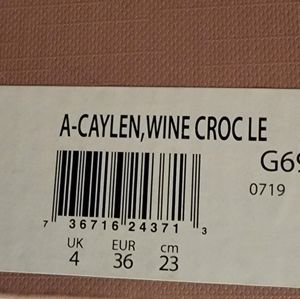 A-CAYLEN,WINE CROC LE
G69
0719
7 36716 24371 3
UK EUR cm
4 36 23